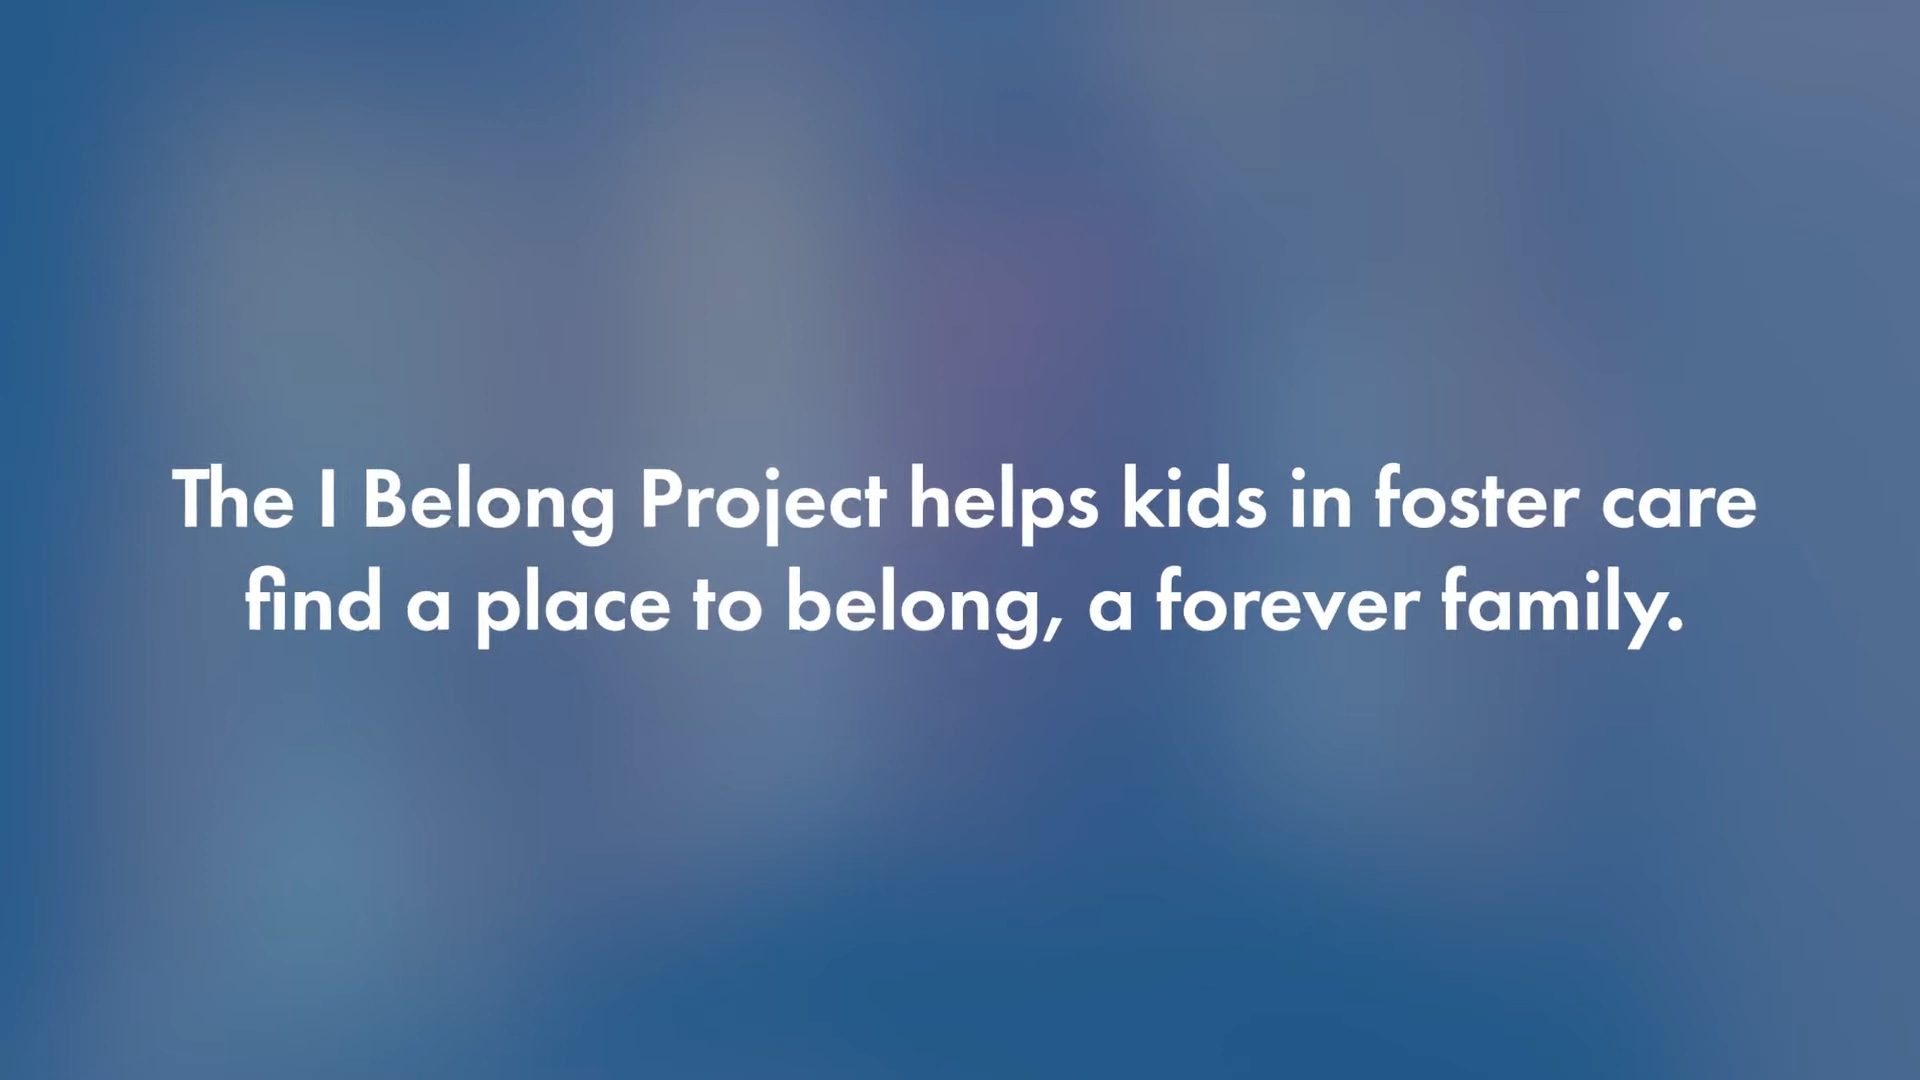 The I Belong Project helps kids in foster care
find a place to belong, a forever family.